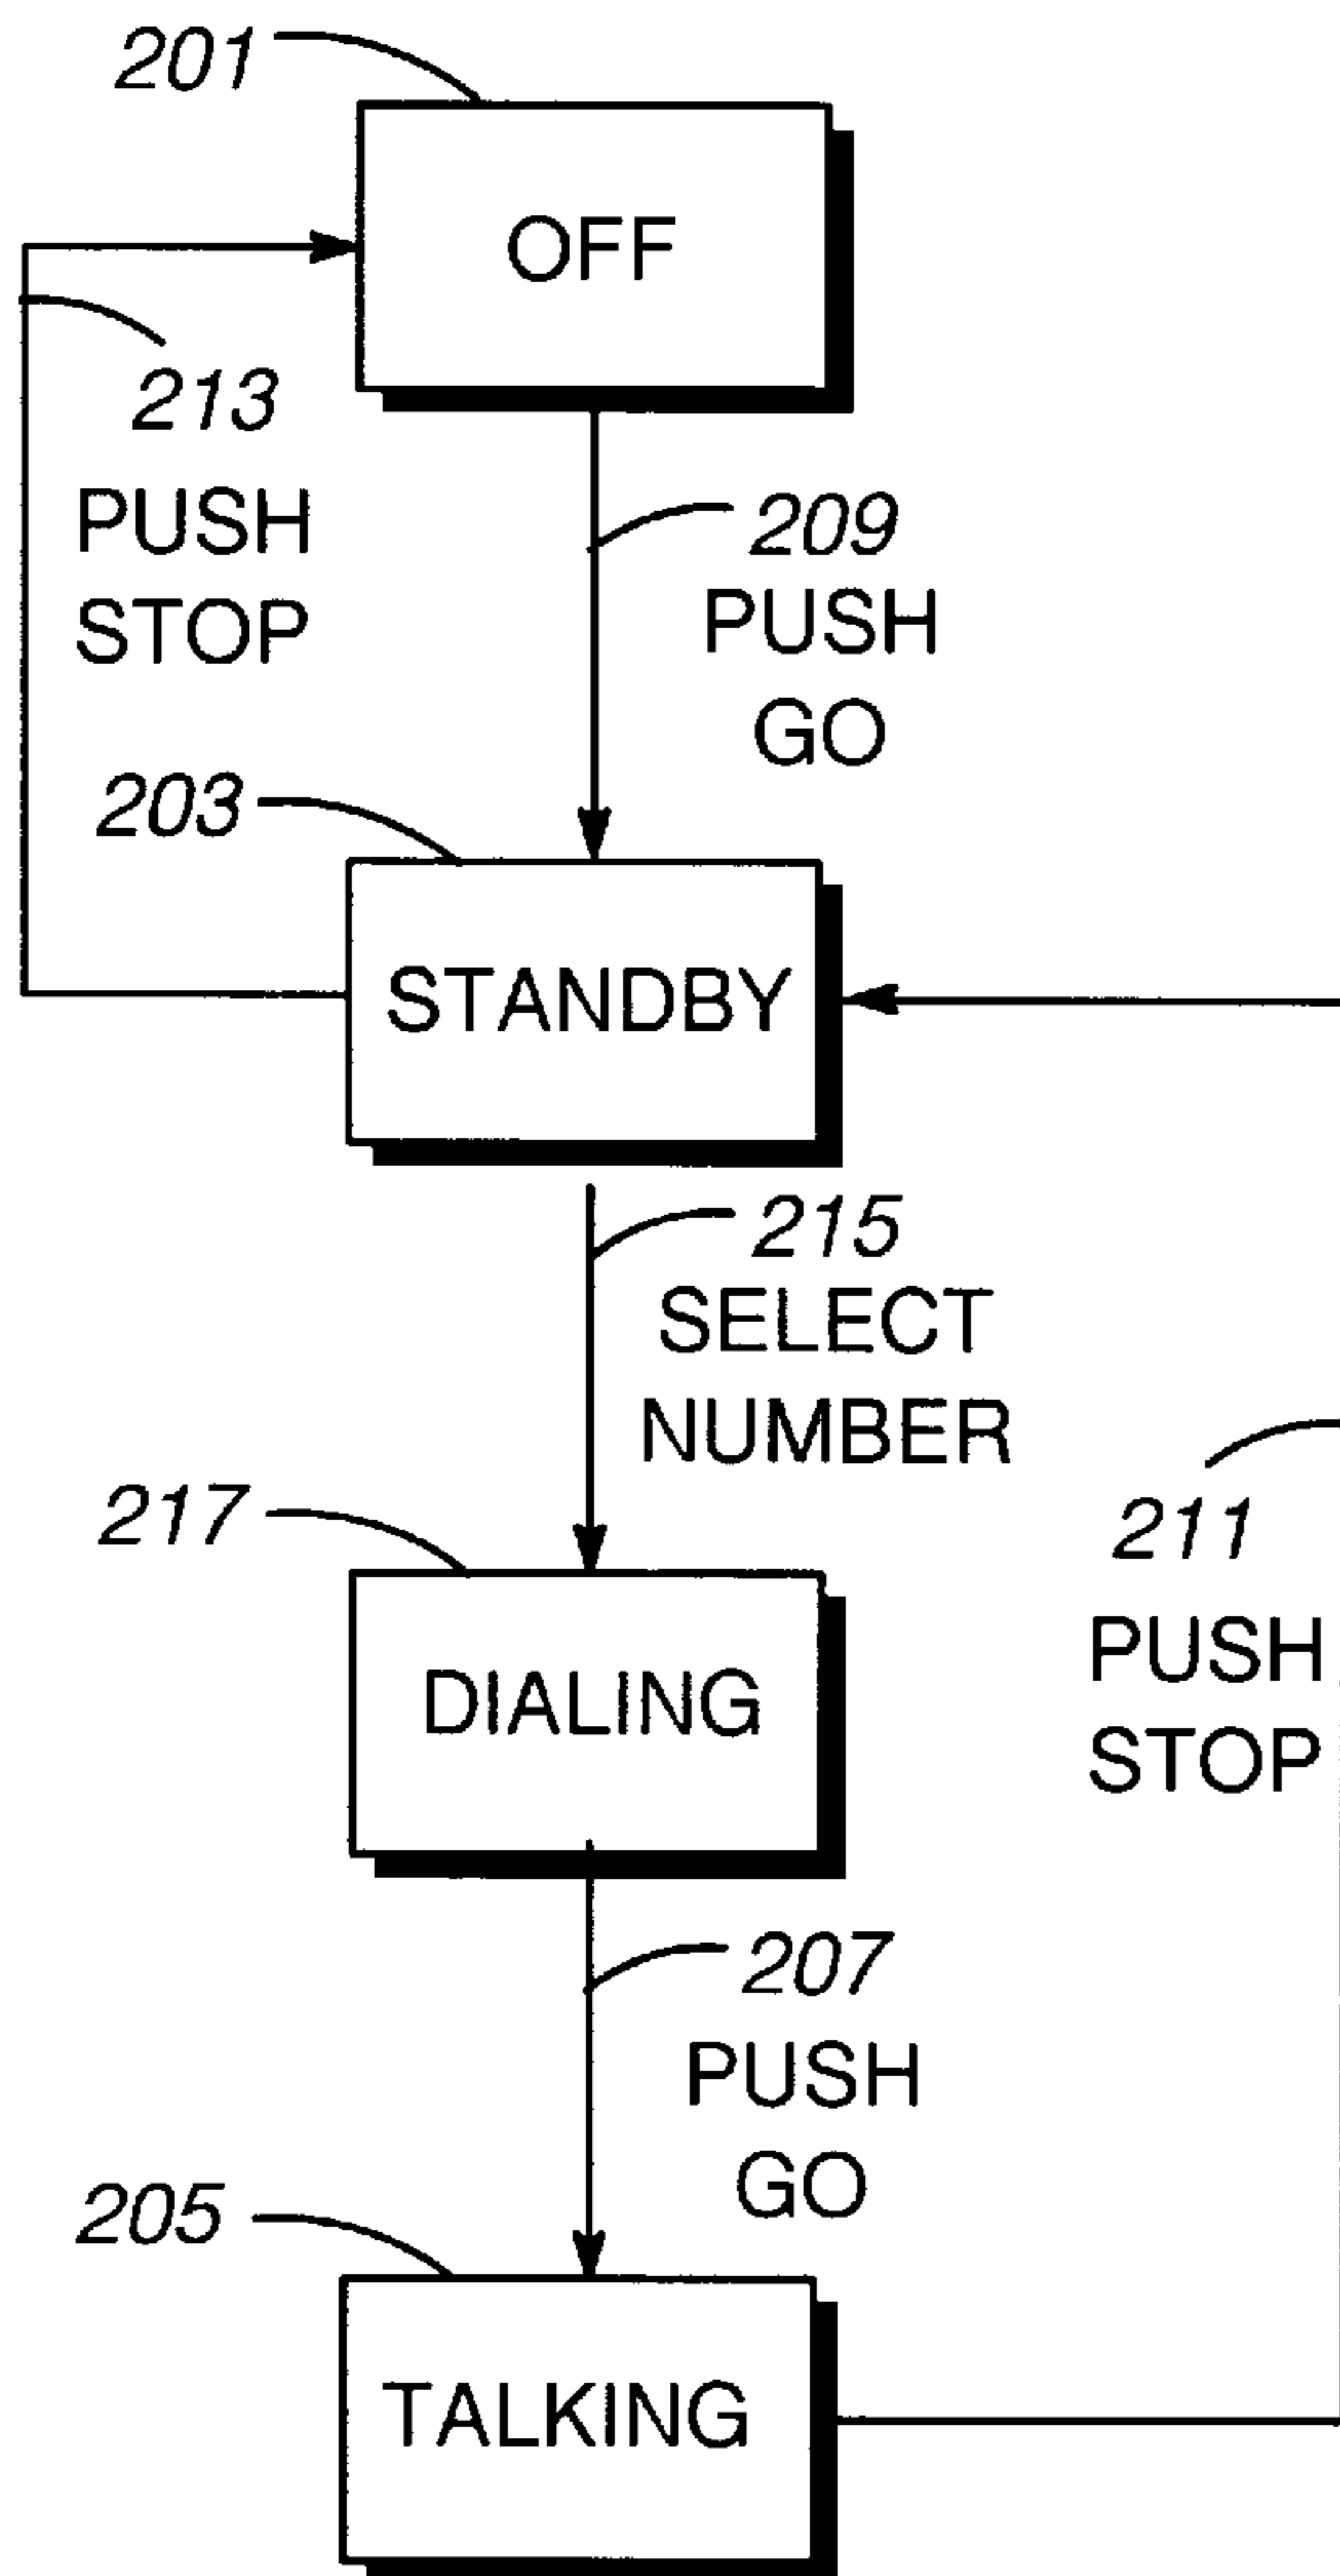 201
OFF
213
PUSH
STOP
209
PUSH
GO
203
STANDBY
215
SELECT
NUMBER
217
DIALING
211
PUSH
STOP
207
PUSH
GO
205
TALKING